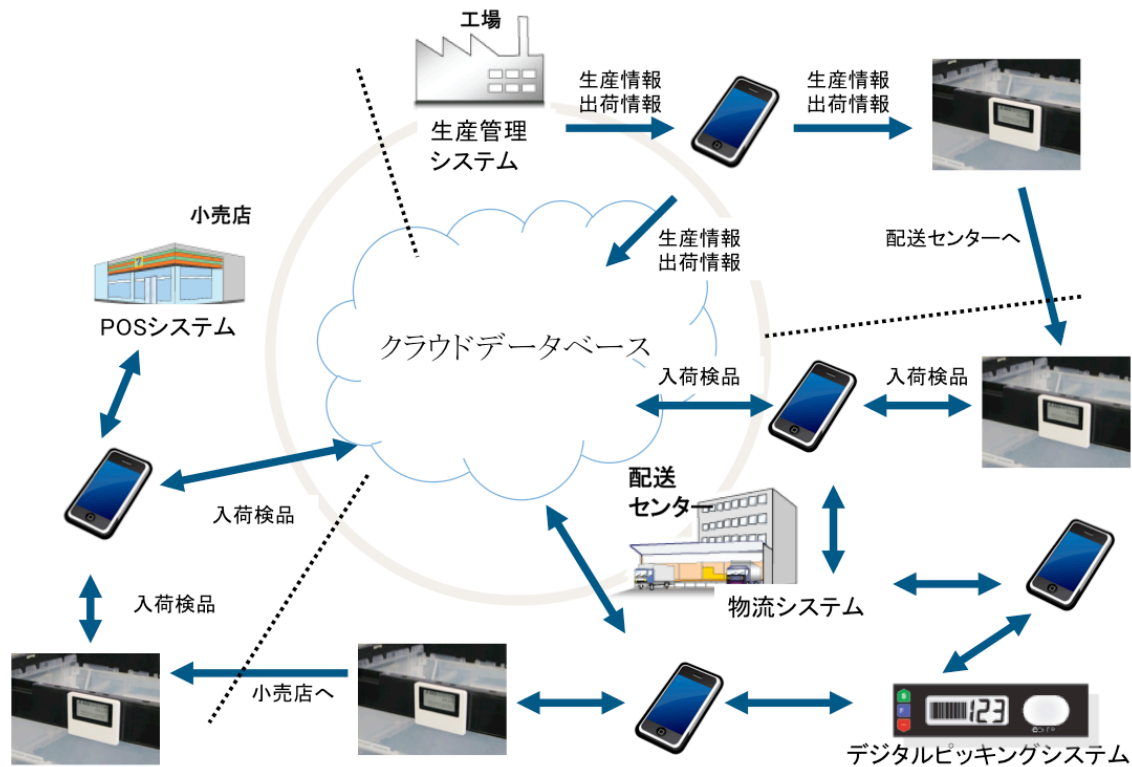 工場
生産管理
システム
生産情報
出荷情報
生産情報
出荷情報
生産情報
出荷情報
配送センターへ
小売店
POSシステム
クラウドデータベース
入荷検品
入荷検品
配送
センター
物流システム
入荷検品
入荷検品
小売店へ
123
デジタルピッキングシステム